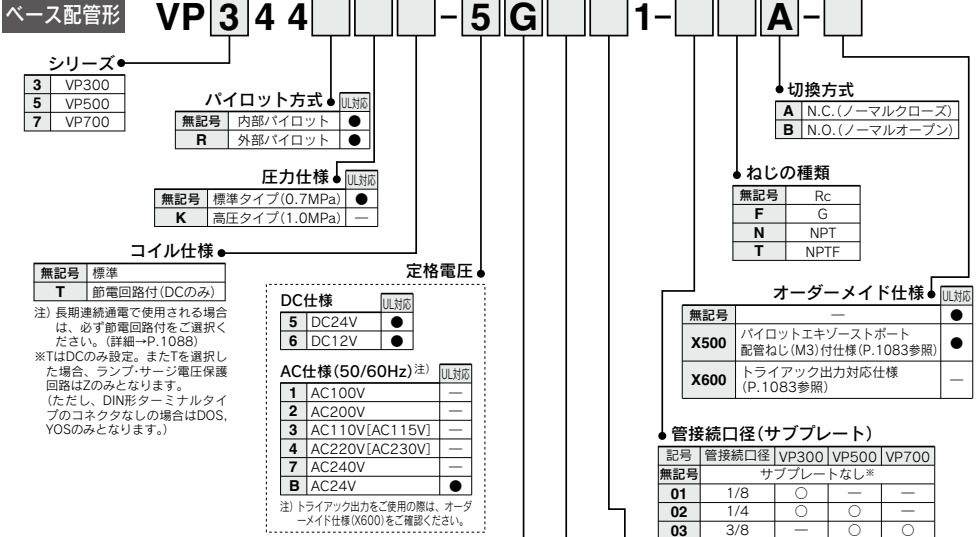 ベース配管形
VP 3 4 4 - 5 G 1- A -
シリーズ
3 VP300
5 VP500
7 VP700
パイロット方式 UL対応
無記号 内部パイロット ●
R 外部パイロット ●
圧力仕様 UL対応
無記号 標準タイプ(0.7MPa) ●
K 高圧タイプ(1.0MPa) —
コイル仕様
無記号 標準
T 節電回路付(DCのみ)
注) 長期連続通電で使用される場合
は、必ず節電回路付をご選択く
ださい。(詳細→P.1088)
※TはDCのみ設定。またTを選択し
た場合、ランプ・サージ電圧保護
回路はZのみとなります。
(ただし、DIN形ターミナルタイ
プのコネクタなしの場合はDOS,
YOSのみとなります。)
定格電圧
DC仕様 UL対応
5 DC24V ●
6 DC12V ●
AC仕様(50/60Hz)注) UL対応
1 AC100V —
2 AC200V —
3 AC110V[AC115V] —
4 AC220V[AC230V] —
7 AC240V —
B AC24V ●
注) トライアック出力をご使用の際は、オーダ
ーメイド仕様(X600)をご確認ください。
切換方式
A N.C.(ノーマルクローズ)
B N.O.(ノーマルオープン)
ねじの種類
無記号 Rc
F G
N NPT
T NPTF
オーダーメイド仕様 UL対応
無記号 — ●
X500 パイロットエキゾーストポート
配管ねじ(M3)付仕様(P.1083参照) ●
X600 トライアック出力対応仕様
(P.1083参照) —
管接続口径(サブプレート)
記号 管接続口径 VP300 VP500 VP700
無記号 サブプレートなし※
01 1/8 ○ — —
02 1/4 ○ ○ —
03 3/8 — ○ ○